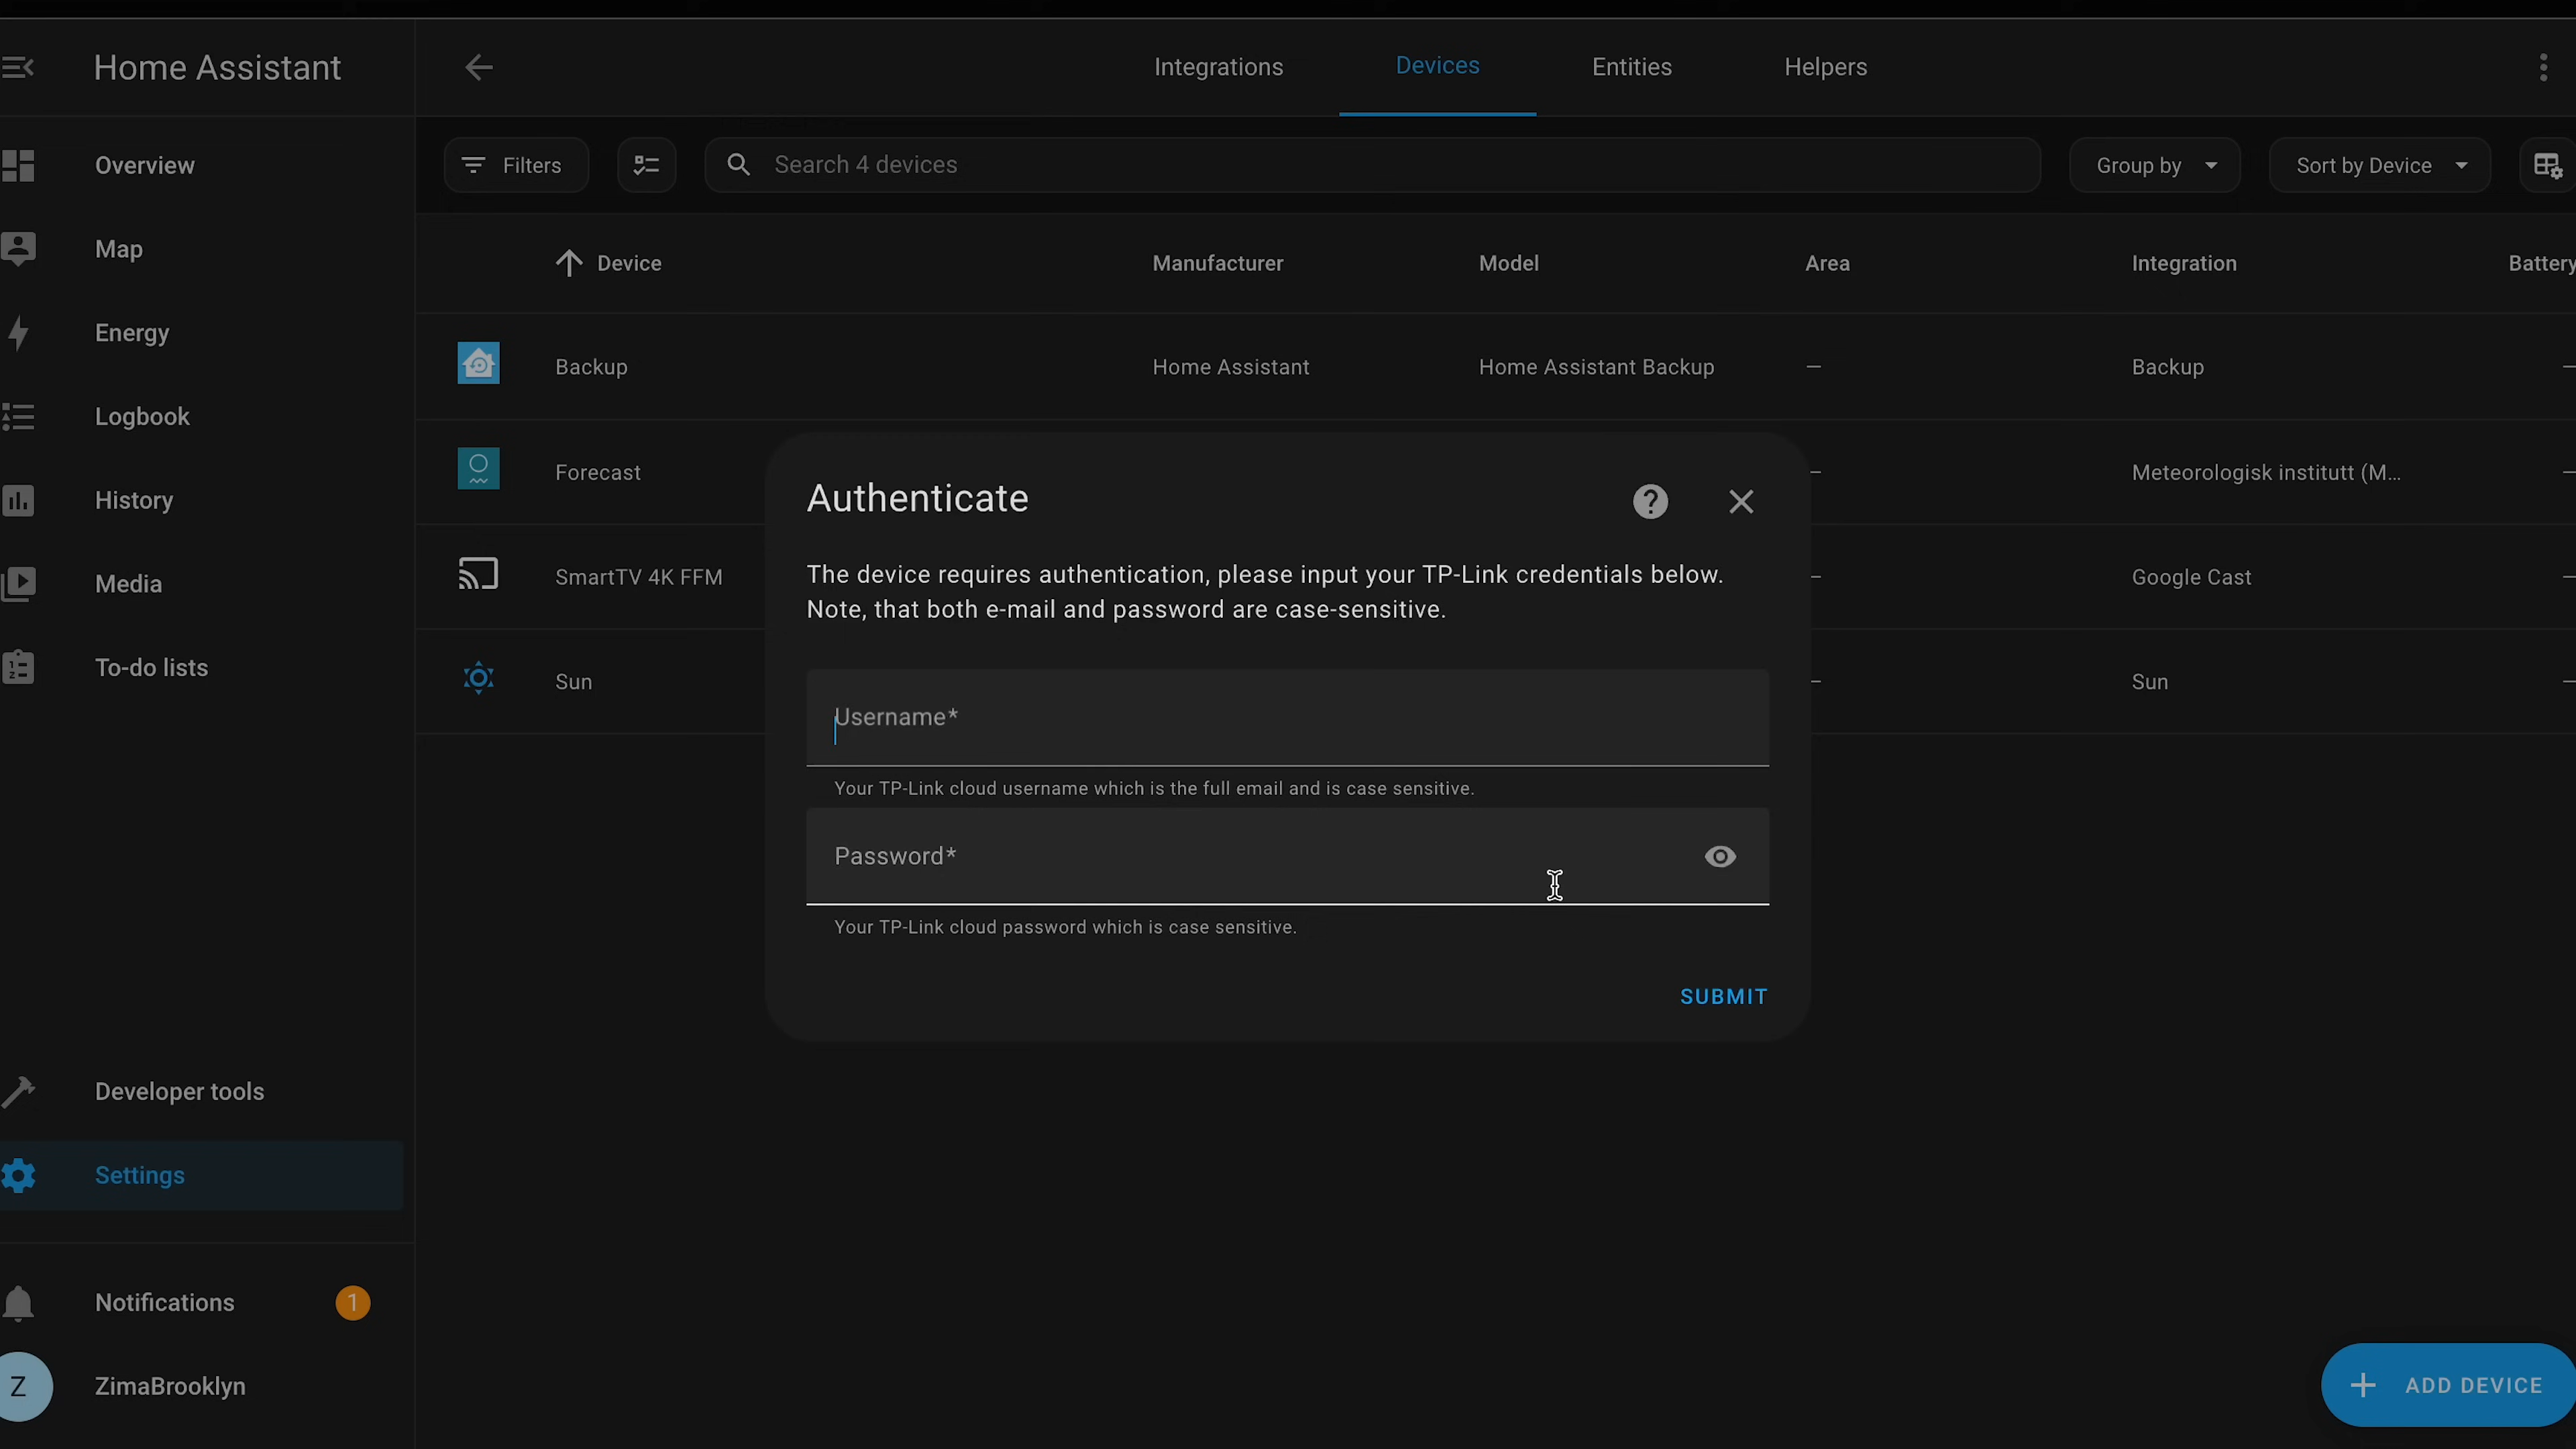 Home Assistant
Integrations Devices Entities Helpers
Overview
Map
Energy
Logbook
History
Media
To-do lists
Developer tools
Settings
Notifications 1
Z ZimaBrooklyn
Filters Search 4 devices Group by Sort by Device
Device Manufacturer Model Area Integration Battery
Backup Home Assistant Home Assistant Backup — Backup —
Forecast — Meteorologisk institutt (M... —
SmartTV 4K FFM — Google Cast —
Sun — Sun —
Authenticate
The device requires authentication, please input your TP-Link credentials below.
Note, that both e-mail and password are case-sensitive.
Username*
Your TP-Link cloud username which is the full email and is case sensitive.
Password*
Your TP-Link cloud password which is case sensitive.
SUBMIT
ADD DEVICE